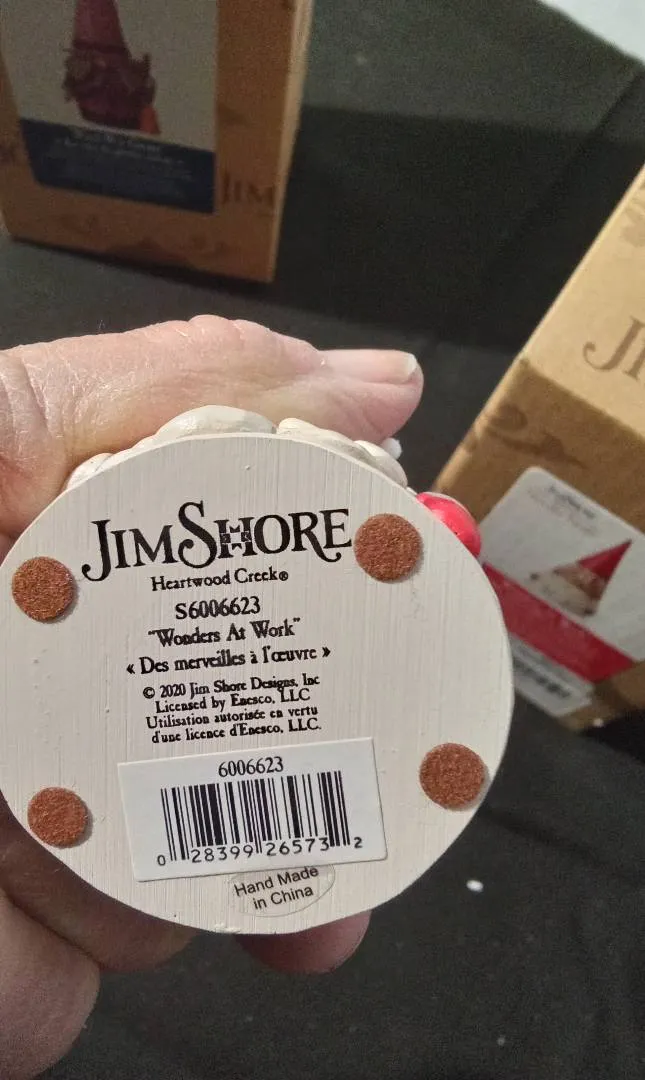 JIM
JIMSHORE
Heartwood Creek®
S6006623
"Wonders At Work"
« Des merveilles à l'œuvre »
© 2020 Jim Shore Designs, Inc
Licensed by Enesco, LLC
Utilisation autorisée en vertu
d'une licence d'Enesco, LLC.
6006623
0 28399 26573 2
Hand Made
in China